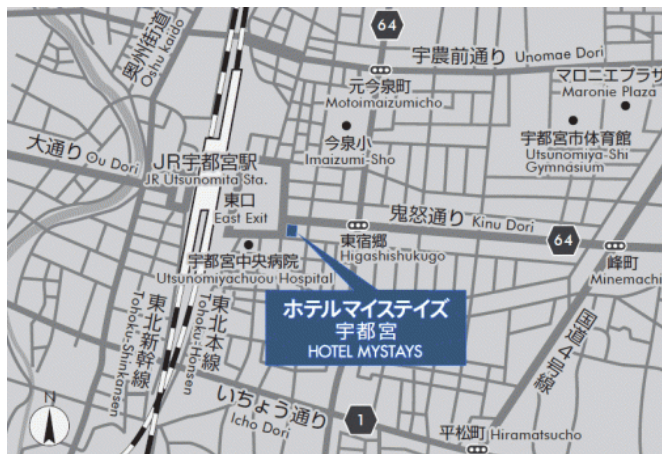 64
宇農前通り Unomae Dori
奥州街道
Oshu kaido
元今泉町
Motoimaizumicho
マロニエプラザ
Maronie Plaza
今泉小
Imaizumi-Sho
宇都宮市体育館
Utsunomiya-Shi
Gymnasium
大通り Ou Dori
JR宇都宮駅
JR Utsunomita Sta.
東口
East Exit
鬼怒通り Kinu Dori
64
東宿郷
Higashishukugo
峰町
Minemachi
宇都宮中央病院
Utsunomiyachuou Hospital
ホテルマイステイズ
宇都宮
HOTEL MYSTAYS
東北新幹線
Tohoku-Shinkansen
東北本線
Tohoku-Honsen
国道4号線
いちょう通り
Icho Dori
1
平松町 Hiramatsucho
N